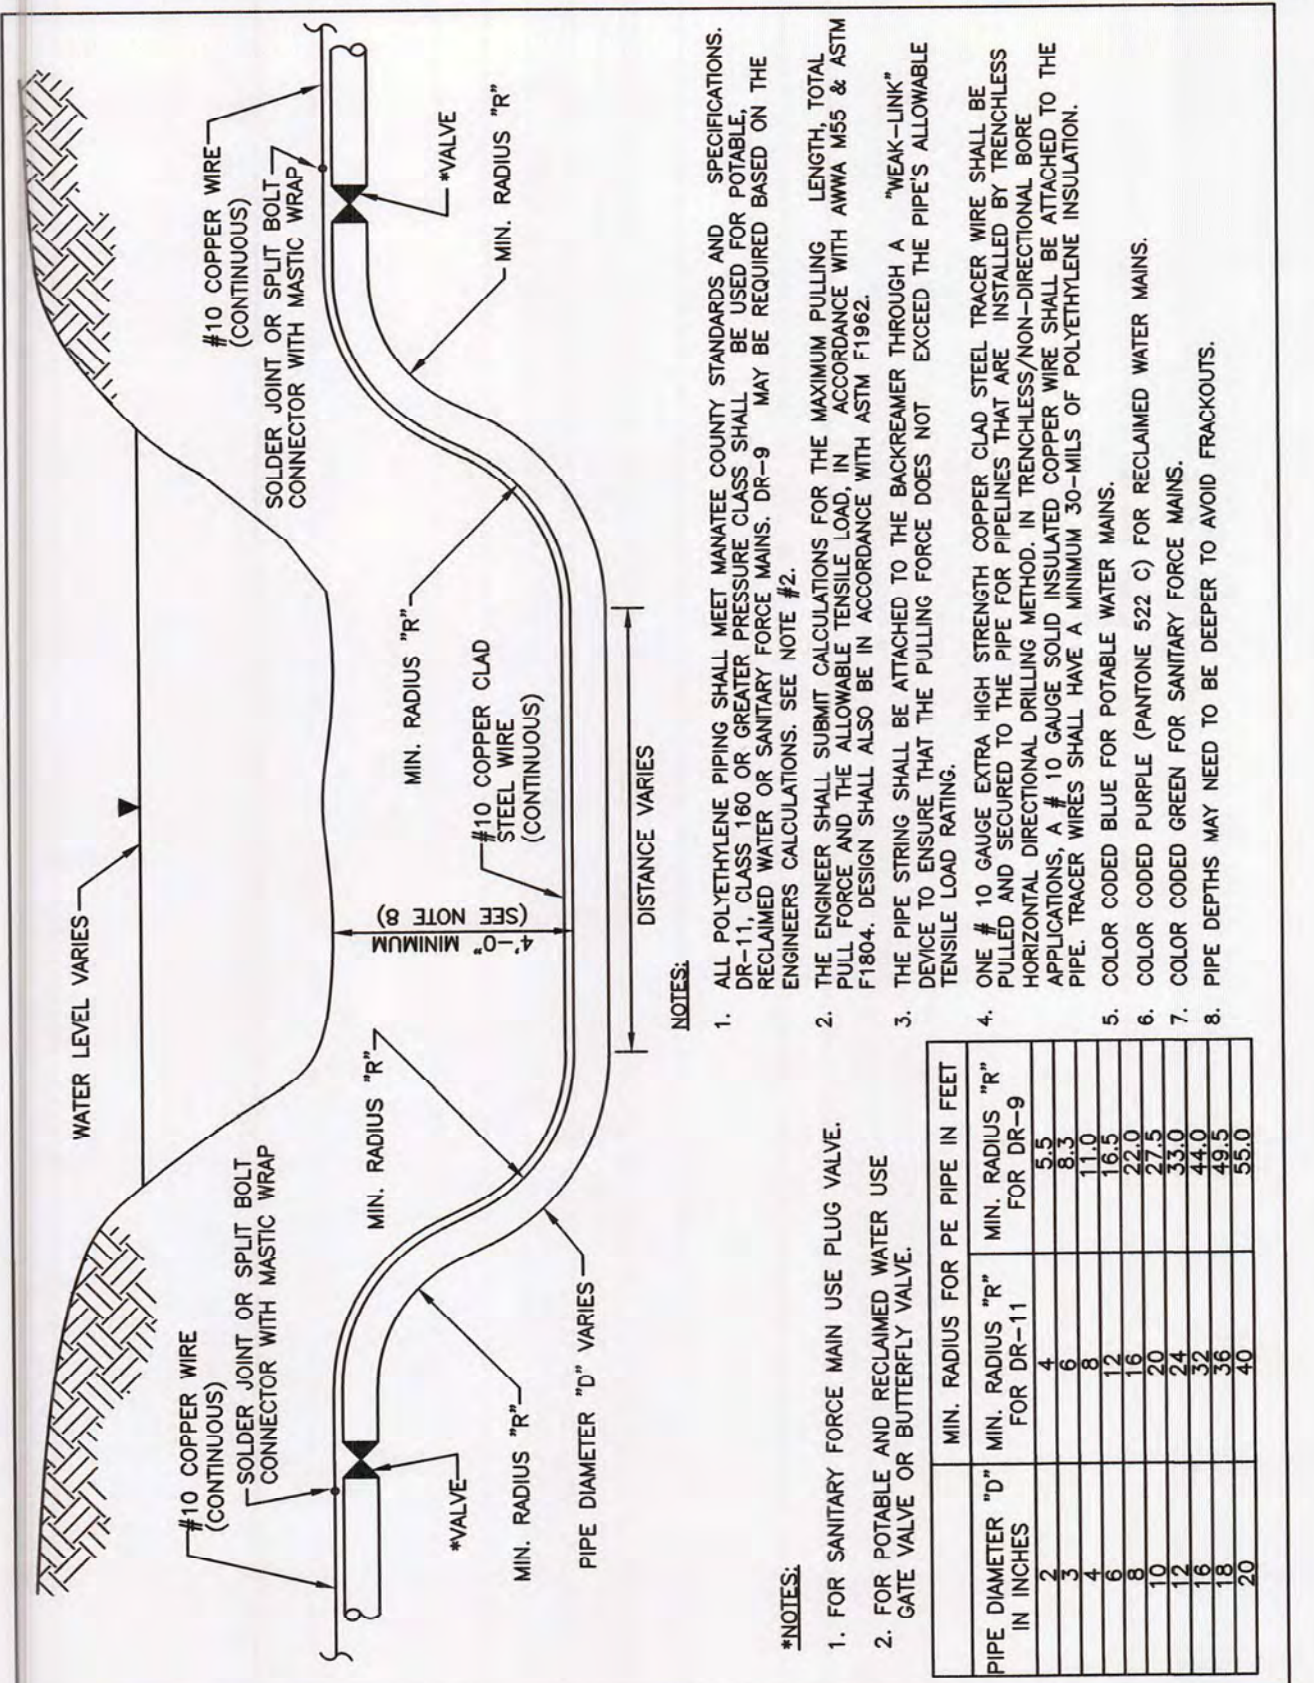 WATER LEVEL VARIES
#10 COPPER WIRE
(CONTINUOUS)
SOLDER JOINT OR SPLIT BOLT
CONNECTOR WITH MASTIC WRAP
#10 COPPER WIRE
(CONTINUOUS)
SOLDER JOINT OR SPLIT BOLT
CONNECTOR WITH MASTIC WRAP
*VALVE
MIN. RADIUS "R"
PIPE DIAMETER "D" VARIES
MIN. RADIUS "R"
4'-0" MINIMUM
(SEE NOTE 8)
#10 COPPER CLAD
STEEL WIRE
(CONTINUOUS)
MIN. RADIUS "R"
*VALVE
MIN. RADIUS "R"
DISTANCE VARIES
*NOTES:
1. FOR SANITARY FORCE MAIN USE PLUG VALVE.
2. FOR POTABLE AND RECLAIMED WATER USE
GATE VALVE OR BUTTERFLY VALVE.
MIN. RADIUS FOR PE PIPE IN FEET
PIPE DIAMETER "D" MIN. RADIUS "R" MIN. RADIUS "R"
IN INCHES FOR DR-11 FOR DR-9
2 4 5.5
3 6 8.3
4 8 11.0
6 12 16.5
8 16 22.0
10 20 27.5
12 24 33.0
16 32 44.0
18 36 49.5
20 40 55.0
NOTES:
1. ALL POLYETHYLENE PIPING SHALL MEET MANATEE COUNTY STANDARDS AND SPECIFICATIONS.
DR-11, CLASS 160 OR GREATER PRESSURE CLASS SHALL BE USED FOR POTABLE,
RECLAIMED WATER OR SANITARY FORCE MAINS. DR-9 MAY BE REQUIRED BASED ON THE
ENGINEERS CALCULATIONS. SEE NOTE #2.
2. THE ENGINEER SHALL SUBMIT CALCULATIONS FOR THE MAXIMUM PULLING LENGTH, TOTAL
PULL FORCE AND THE ALLOWABLE TENSILE LOAD, IN ACCORDANCE WITH AWWA M55 & ASTM
F1804. DESIGN SHALL ALSO BE IN ACCORDANCE WITH ASTM F1962.
3. THE PIPE STRING SHALL BE ATTACHED TO THE BACKREAMER THROUGH A "WEAK-LINK"
DEVICE TO ENSURE THAT THE PULLING FORCE DOES NOT EXCEED THE PIPE'S ALLOWABLE
TENSILE LOAD RATING.
4. ONE # 10 GAUGE EXTRA HIGH STRENGTH COPPER CLAD STEEL TRACER WIRE SHALL BE
PULLED AND SECURED TO THE PIPE FOR PIPELINES THAT ARE INSTALLED BY TRENCHLESS
HORIZONTAL DIRECTIONAL DRILLING METHOD. IN TRENCHLESS/NON-DIRECTIONAL BORE
APPLICATIONS, A # 10 GAUGE SOLID INSULATED COPPER WIRE SHALL BE ATTACHED TO THE
PIPE. TRACER WIRES SHALL HAVE A MINIMUM 30-MILS OF POLYETHYLENE INSULATION.
5. COLOR CODED BLUE FOR POTABLE WATER MAINS.
6. COLOR CODED PURPLE (PANTONE 522 C) FOR RECLAIMED WATER MAINS.
7. COLOR CODED GREEN FOR SANITARY FORCE MAINS.
8. PIPE DEPTHS MAY NEED TO BE DEEPER TO AVOID FRACKOUTS.